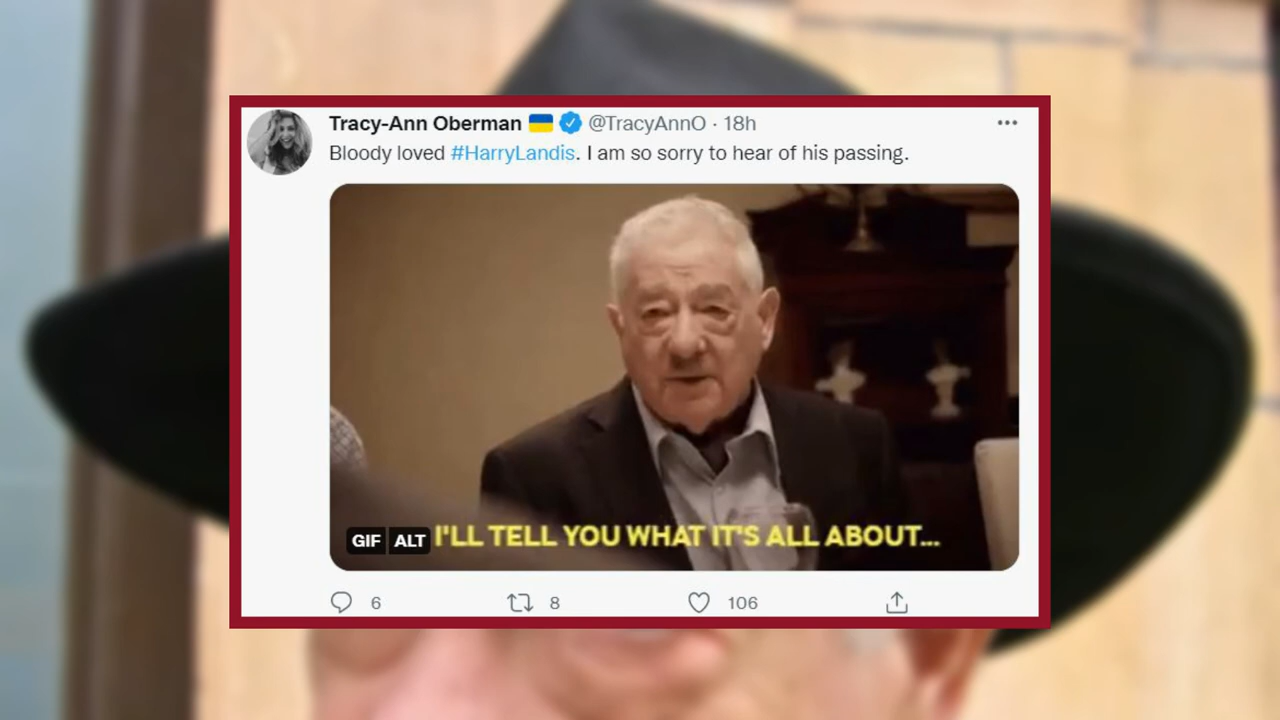 Tracy-Ann Oberman 🇺🇦 @TracyAnnO · 18h
Bloody loved #HarryLandis. I am so sorry to hear of his passing.
GIF ALT I'LL TELL YOU WHAT IT'S ALL ABOUT...
6 8 106